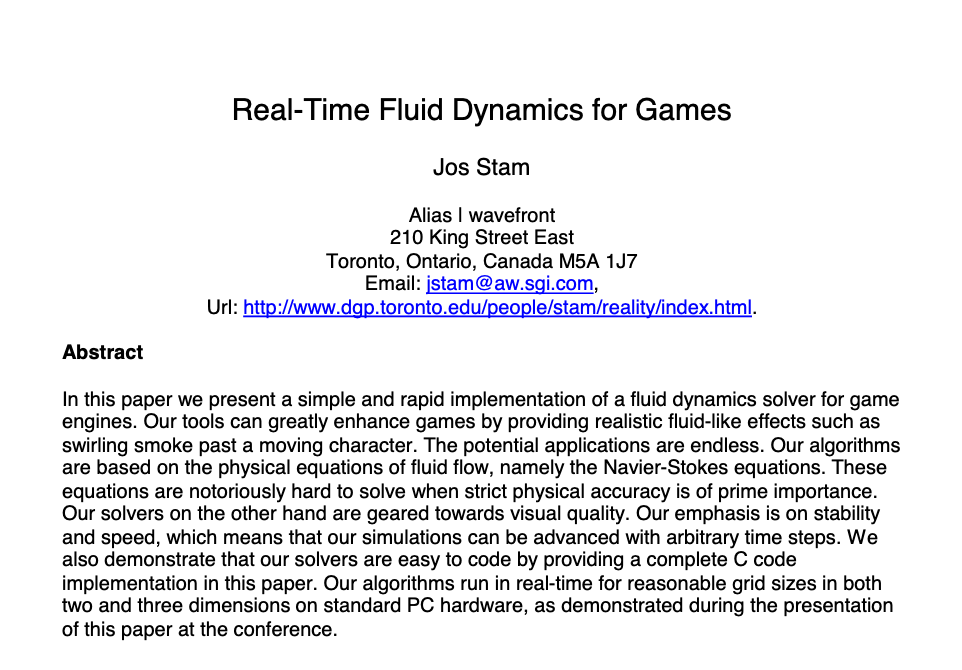 Real-Time Fluid Dynamics for Games
Jos Stam
Alias | wavefront
210 King Street East
Toronto, Ontario, Canada M5A 1J7
Email: jstam@aw.sgi.com,
Url: http://www.dgp.toronto.edu/people/stam/reality/index.html.
Abstract
In this paper we present a simple and rapid implementation of a fluid dynamics solver for game
engines. Our tools can greatly enhance games by providing realistic fluid-like effects such as
swirling smoke past a moving character. The potential applications are endless. Our algorithms
are based on the physical equations of fluid flow, namely the Navier-Stokes equations. These
equations are notoriously hard to solve when strict physical accuracy is of prime importance.
Our solvers on the other hand are geared towards visual quality. Our emphasis is on stability
and speed, which means that our simulations can be advanced with arbitrary time steps. We
also demonstrate that our solvers are easy to code by providing a complete C code
implementation in this paper. Our algorithms run in real-time for reasonable grid sizes in both
two and three dimensions on standard PC hardware, as demonstrated during the presentation
of this paper at the conference.